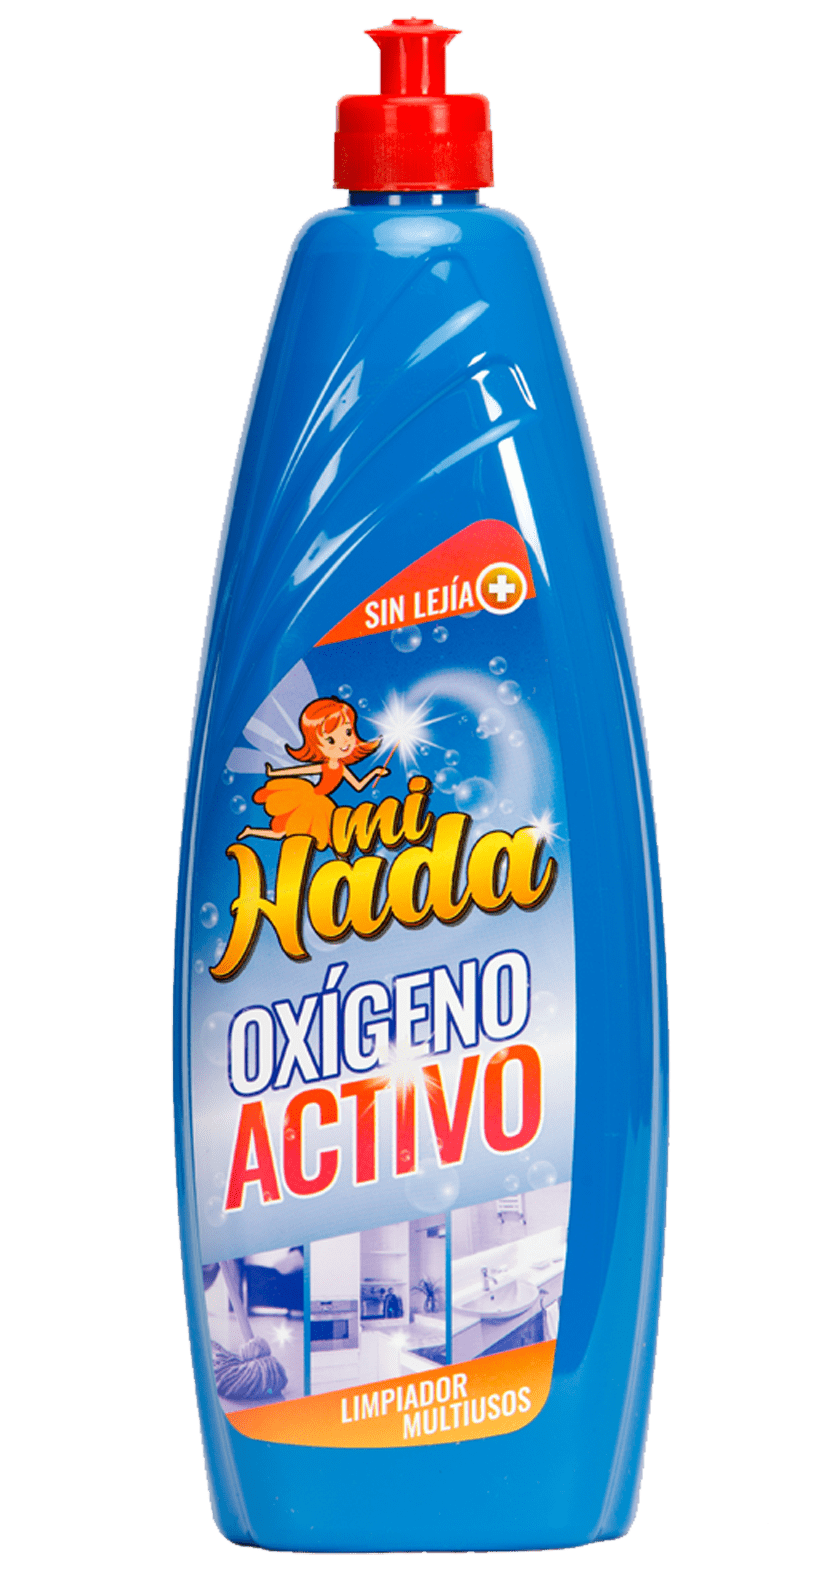 SIN LEJÍA
mi
Hada
OXÍGENO
ACTIVO
LIMPIADOR
MULTIUSOS